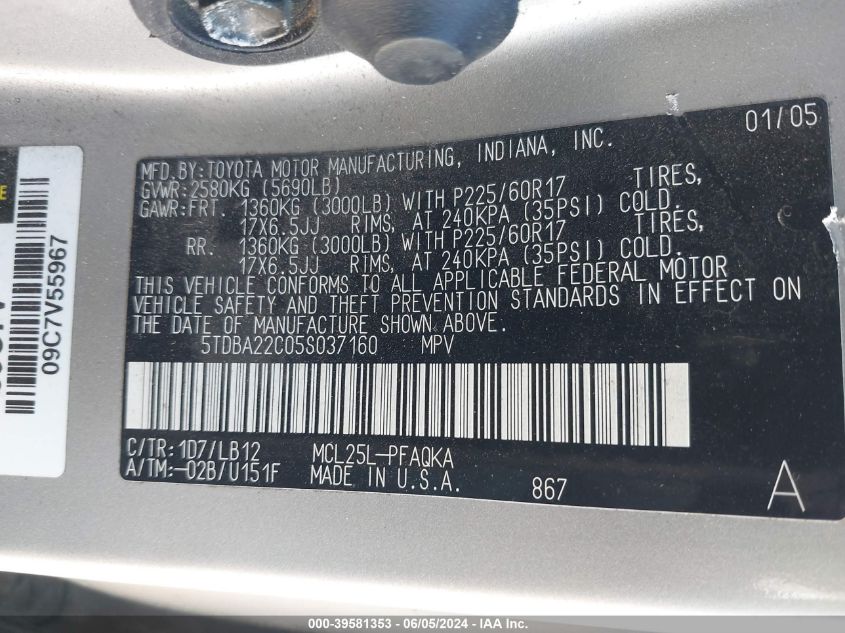 01/05
MFD.BY:TOYOTA MOTOR MANUFACTURING, INDIANA, INC.
GVWR:2580KG (5690LB)
GAWR:FRT. 1360KG (3000LB) WITH P225/60R17 TIRES,
17X6.5JJ RIMS, AT 240KPA (35PSI) COLD.
RR. 1360KG (3000LB) WITH P225/60R17 TIRES,
17X6.5JJ RIMS, AT 240KPA (35PSI) COLD.
THIS VEHICLE CONFORMS TO ALL APPLICABLE FEDERAL MOTOR
VEHICLE SAFETY AND THEFT PREVENTION STANDARDS IN EFFECT ON
THE DATE OF MANUFACTURE SHOWN ABOVE.
5TDBA22C05S037160 MPV
C/TR:1D7/LB12 MCL25L-PFAQKA
A/TM:-02B/U151F MADE IN U.S.A. 867 A
09C7V55967
000-39581353 - 06/05/2024 - IAA Inc.